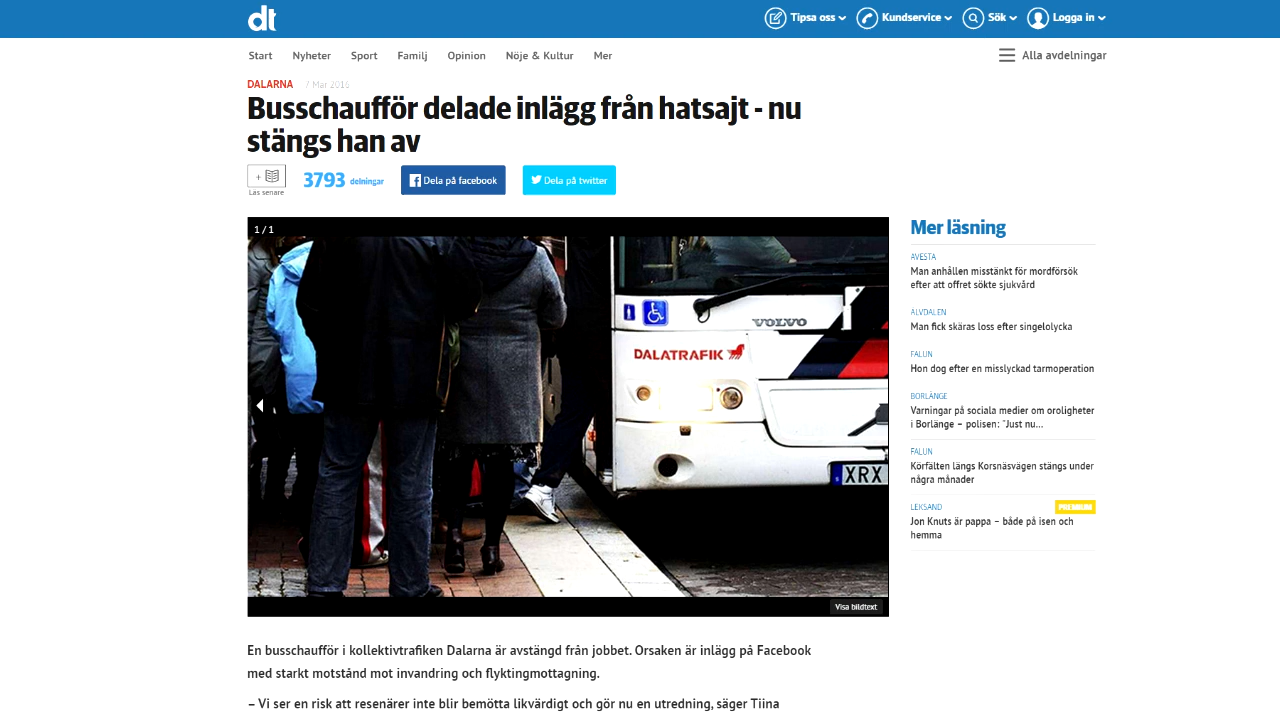 dt
Tipsa oss
Kundservice
Sök
Logga in
Start Nyheter Sport Familj Opinion Nöje & Kultur Mer
Alla avdelningar
DALARNA / Mar 2016
Busschaufför delade inlägg från hatsajt - nu
stängs han av
+
Läs senare
3793 delningar
Dela på facebook
Dela på twitter
1 / 1
VOLVO
DALATRAFIK
XRX
Visa bildtext
Mer läsning
AVESTA
Man anhållen misstänkt för mordförsök
efter att offret sökte sjukvård
ÄLVDALEN
Man fick skäras loss efter singelolycka
FALUN
Hon dog efter en misslyckad tarmoperation
BORLÄNGE
Varningar på sociala medier om oroligheter
i Borlänge – polisen: "Just nu...
FALUN
Körfälten längs Korsnäsvägen stängs under
några månader
LEKSAND
PREMIUM
Jon Knuts är pappa – både på isen och
hemma
En busschaufför i kollektivtrafiken Dalarna är avstängd från jobbet. Orsaken är inlägg på Facebook
med starkt motstånd mot invandring och flyktingmottagning.
– Vi ser en risk att resenärer inte blir bemötta likvärdigt och gör nu en utredning, säger Tiina